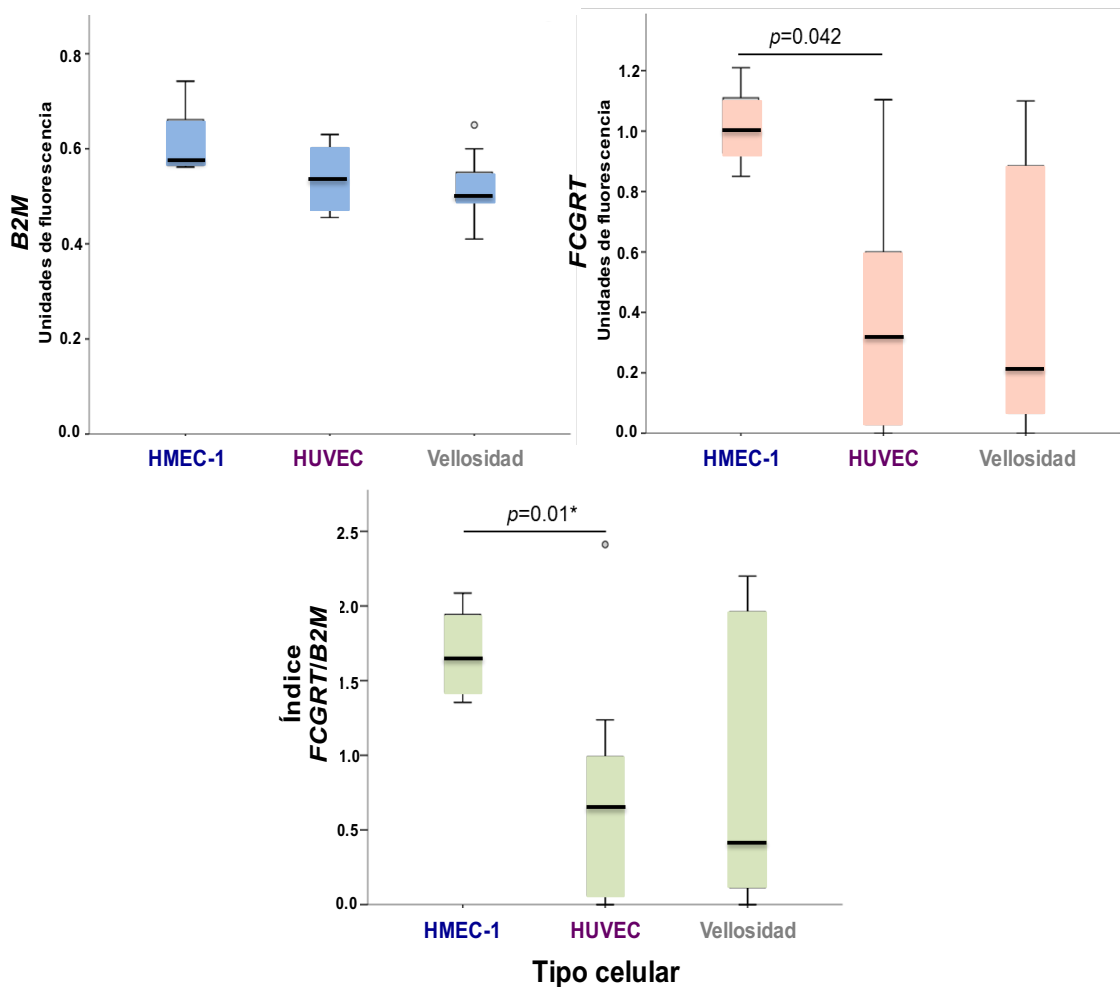 B2M
Unidades de fluorescencia
0.8
0.6
0.4
0.2
0.0
HMEC-1 HUVEC Vellosidad
FCGRT
Unidades de fluorescencia
p=0.042
1.2
1.0
0.8
0.6
0.4
0.2
0.0
HMEC-1 HUVEC Vellosidad
Índice
FCGRT/B2M
p=0.01*
2.5
2.0
1.5
1.0
0.5
0.0
HMEC-1 HUVEC Vellosidad
Tipo celular